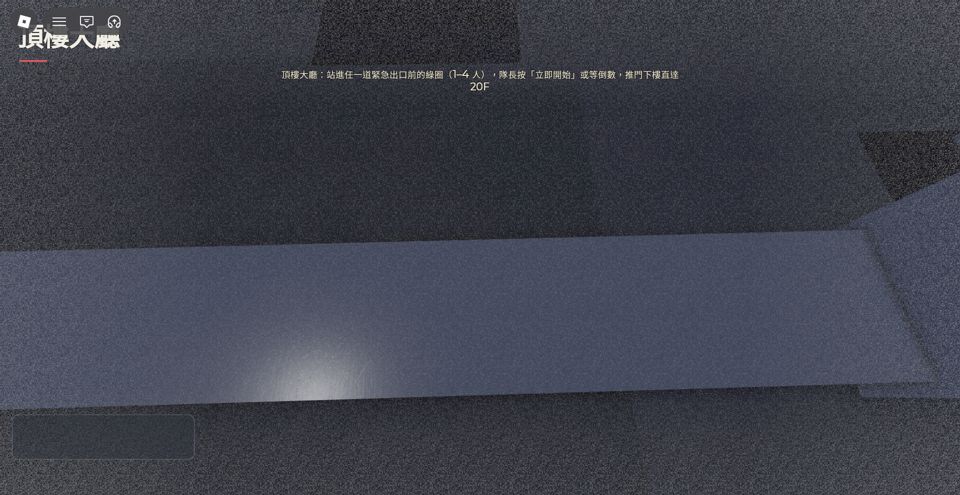 頂樓大廳
頂樓大廳：站進任一道緊急出口前的綠圈（1–4 人），隊長按「立即開始」或等倒數，推門下樓直達
20F